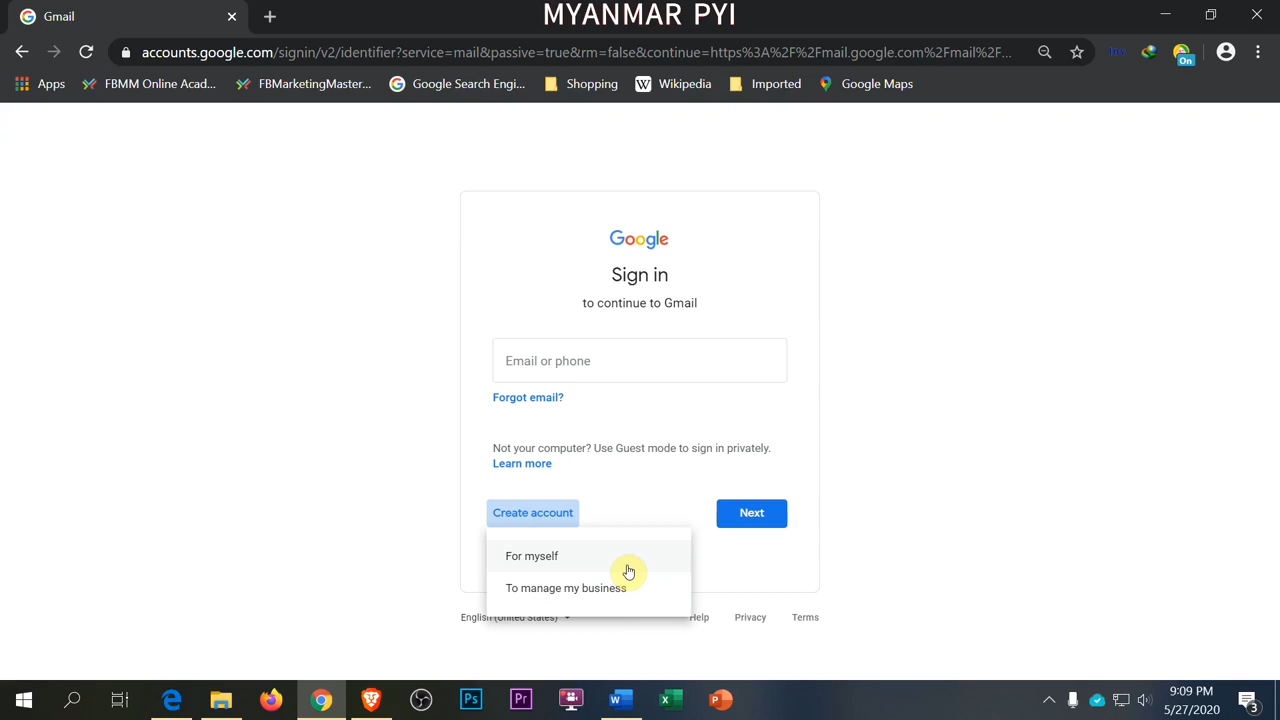 Gmail
MYANMAR PYI
accounts.google.com/signin/v2/identifier?service=mail&passive=true&rm=false&continue=https%3A%2F%2Fmail.google.com%2Fmail%2F...
Apps FBMM Online Acad... FBMarketingMaster... Google Search Engi... Shopping Wikipedia Imported Google Maps
On
Google
Sign in
to continue to Gmail
Email or phone
Forgot email?
Not your computer? Use Guest mode to sign in privately.
Learn more
Create account Next
For myself
To manage my business
English (United States) Help Privacy Terms
9:09 PM
5/27/2020
3